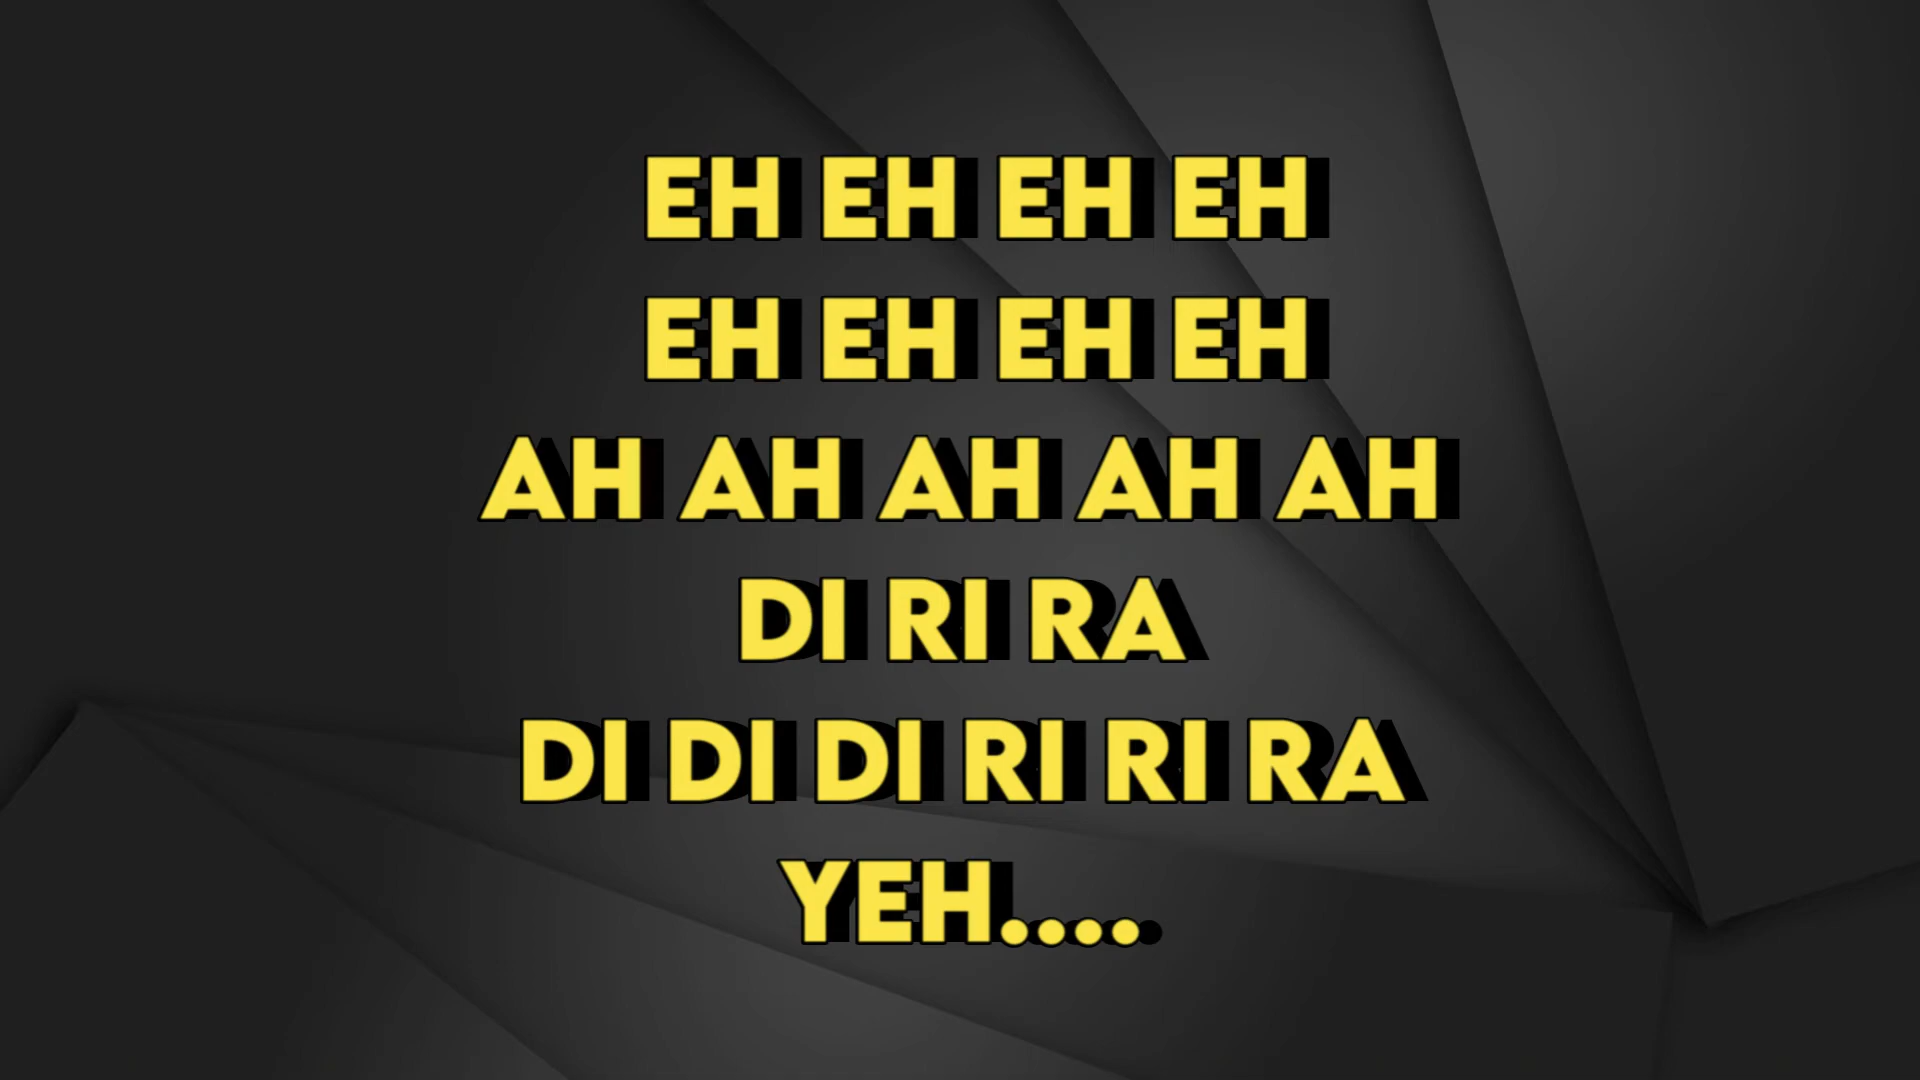 EH EH EH EH
EH EH EH EH
AH AH AH AH AH
DI RI RA
DI DI DI RI RI RA
YEH....